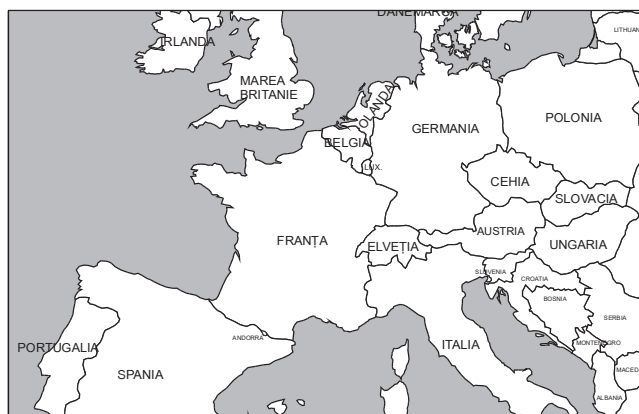 DANEMARCA
IRLANDA
LITHUAN
MAREA
BRITANIE
OLANDA
GERMANIA
POLONIA
BELGIA
LUX.
CEHIA
SLOVACIA
AUSTRIA
FRANȚA
ELVEȚIA
UNGARIA
SLOVENIA
CROATIA
BOSNIA
SERBIA
ANDORRA
MONTENEGRO
PORTUGALIA
ITALIA
SPANIA
MACED
ALBANIA